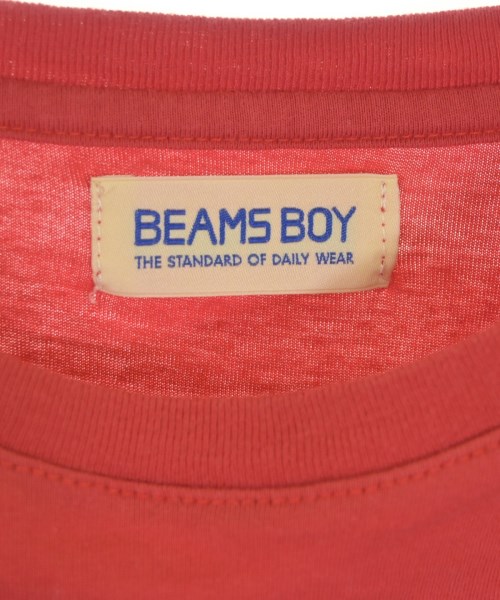 BEAMS BOY
THE STANDARD OF DAILY WEAR